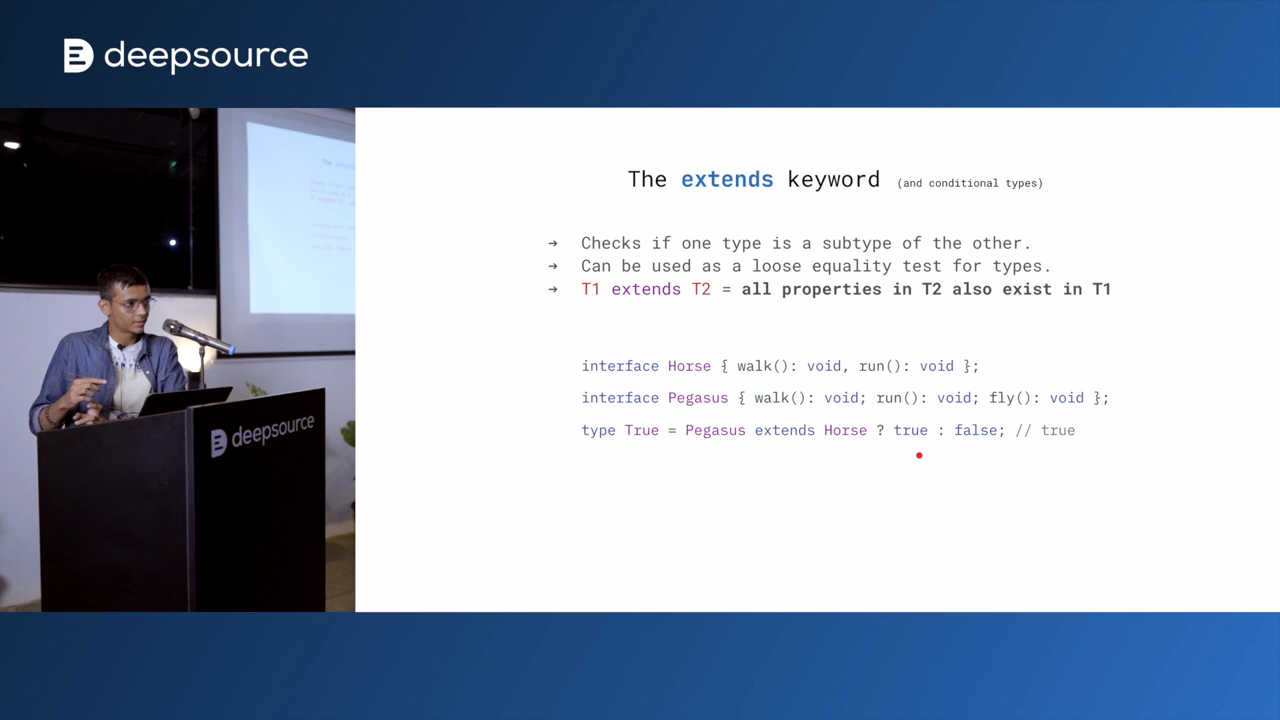 deepsource
The extends keyword (and conditional types)
→ Checks if one type is a subtype of the other.
→ Can be used as a loose equality test for types.
→ T1 extends T2 = all properties in T2 also exist in T1
interface Horse { walk(): void, run(): void };
interface Pegasus { walk(): void; run(): void; fly(): void };
type True = Pegasus extends Horse ? true : false; // true
deepsource